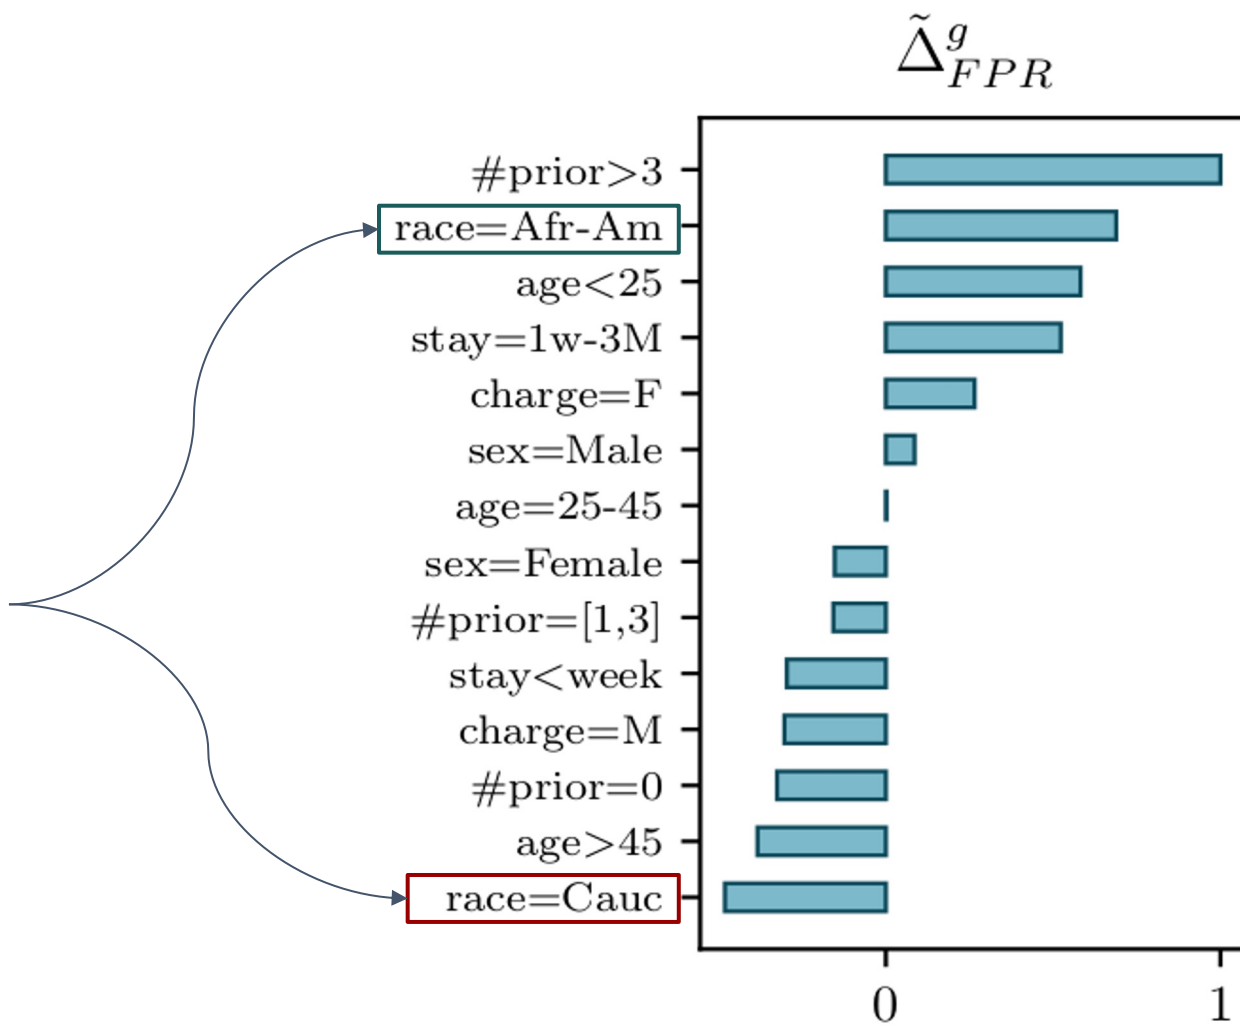 Δ̃^g_FPR
#prior>3
race=Afr-Am
age<25
stay=1w-3M
charge=F
sex=Male
age=25-45
sex=Female
#prior=[1,3]
stay<week
charge=M
#prior=0
age>45
race=Cauc
0 1